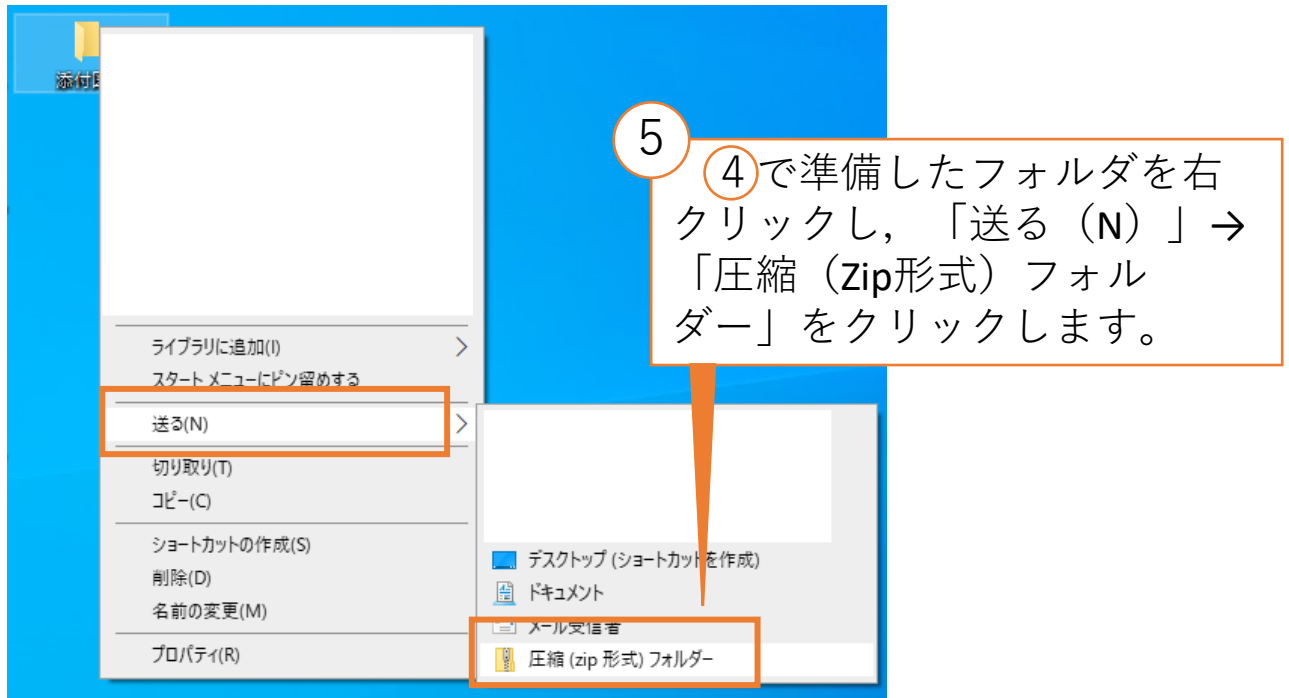 添付
5
④で準備したフォルダを右
クリックし，「送る（N）」→
「圧縮（Zip形式）フォル
ダー」をクリックします。
ライブラリに追加(I)
スタート メニューにピン留めする
送る(N)
切り取り(T)
コピー(C)
ショートカットの作成(S)
削除(D)
名前の変更(M)
プロパティ(R)
デスクトップ (ショートカットを作成)
ドキュメント
メール受信者
圧縮 (zip 形式) フォルダー